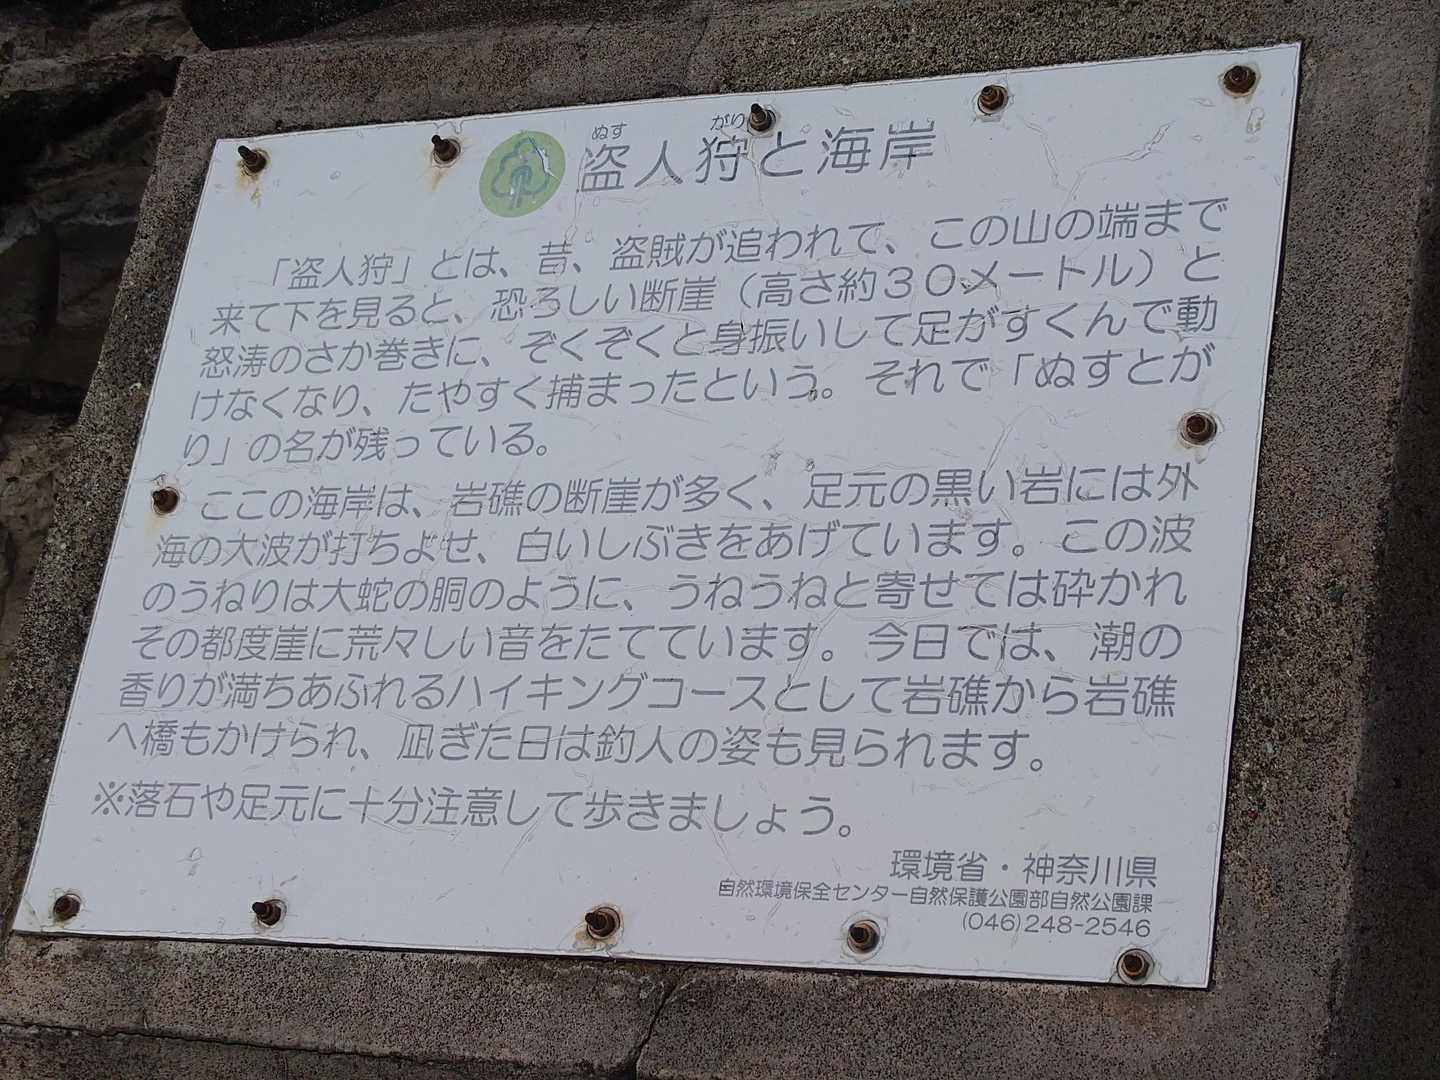 ぬす がり
盗人狩と海岸
「盗人狩」とは、昔、盗賊が追われて、この山の端まで
来て下を見ると、恐ろしい断崖（高さ約３０メートル）と
怒涛のさか巻きに、ぞくぞくと身振いして足がすくんで動
けなくなり、たやすく捕まったという。それで「ぬすとが
り」の名が残っている。
ここの海岸は、岩礁の断崖が多く、足元の黒い岩には外
海の大波が打ちよせ、白いしぶきをあげています。この波
のうねりは大蛇の胴のように、うねうねと寄せては砕かれ
その都度崖に荒々しい音をたてています。今日では、潮の
香りが満ちあふれるハイキングコースとして岩礁から岩礁
へ橋もかけられ、凪ぎた日は釣人の姿も見られます。
※落石や足元に十分注意して歩きましょう。
環境省・神奈川県
自然環境保全センター自然保護公園部自然公園課
(046)248-2546